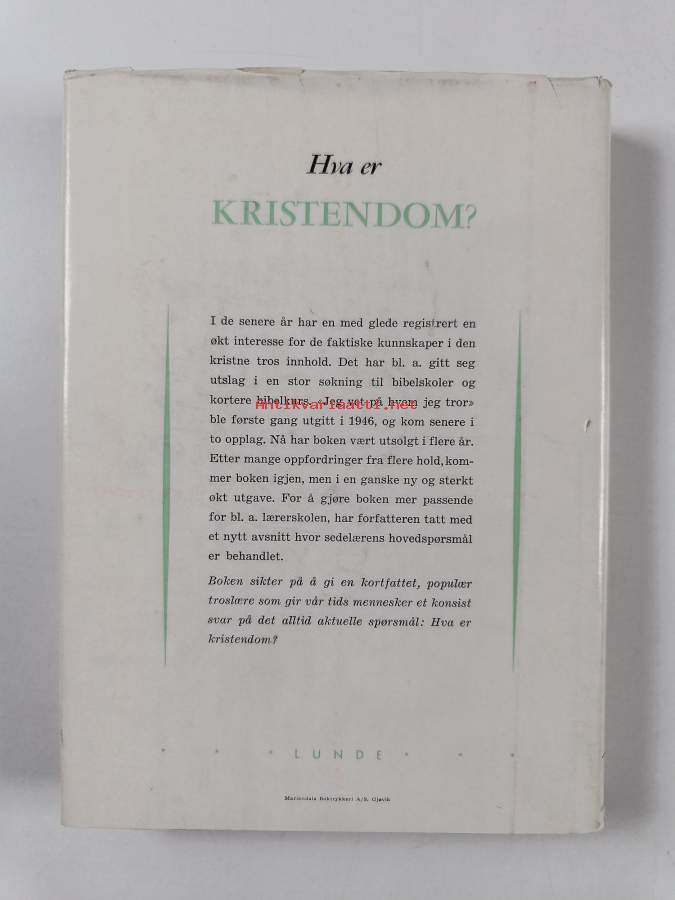 Hva er
KRISTENDOM?
I de senere år har en med glede registrert en
økt interesse for de faktiske kunnskaper i den
kristne tros innhold. Det har bl. a. gitt seg
utslag i en stor søkning til bibelskoler og
kortere bibelkurs. «Jeg vet på hvem jeg tror»
Antikvariaatti.net
ble første gang utgitt i 1946, og kom senere i
to opplag. Nå har boken vært utsolgt i flere år.
Etter mange oppfordringer fra flere hold, kom-
mer boken igjen, men i en ganske ny og sterkt
økt utgave. For å gjøre boken mer passende
for bl. a. lærerskolen, har forfatteren tatt med
et nytt avsnitt hvor sedelærens hovedspørsmål
er behandlet.
Boken sikter på å gi en kortfattet, populær
troslære som gir vår tids mennesker et konsist
svar på det alltid aktuelle spørsmål: Hva er
kristendom?
LUNDE
Mariendals Boktrykkeri A/S, Gjøvik